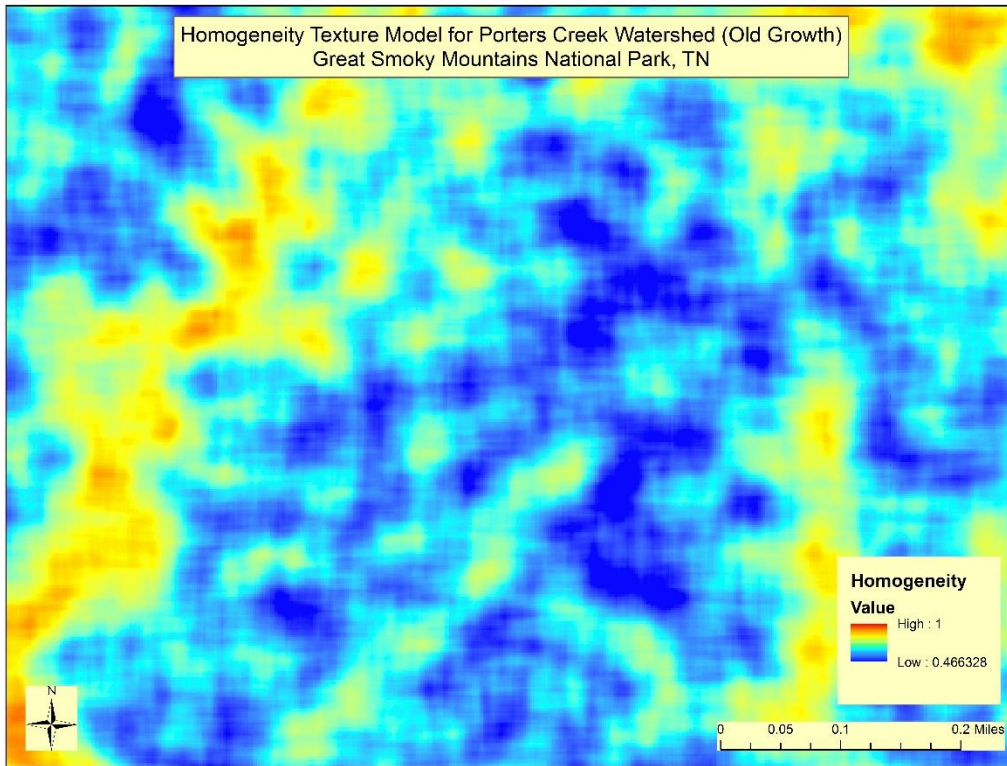 Homogeneity Texture Model for Porters Creek Watershed (Old Growth)
Great Smoky Mountains National Park, TN
Homogeneity
Value
High : 1
Low : 0.466328
N
0 0.05 0.1 0.2 Miles